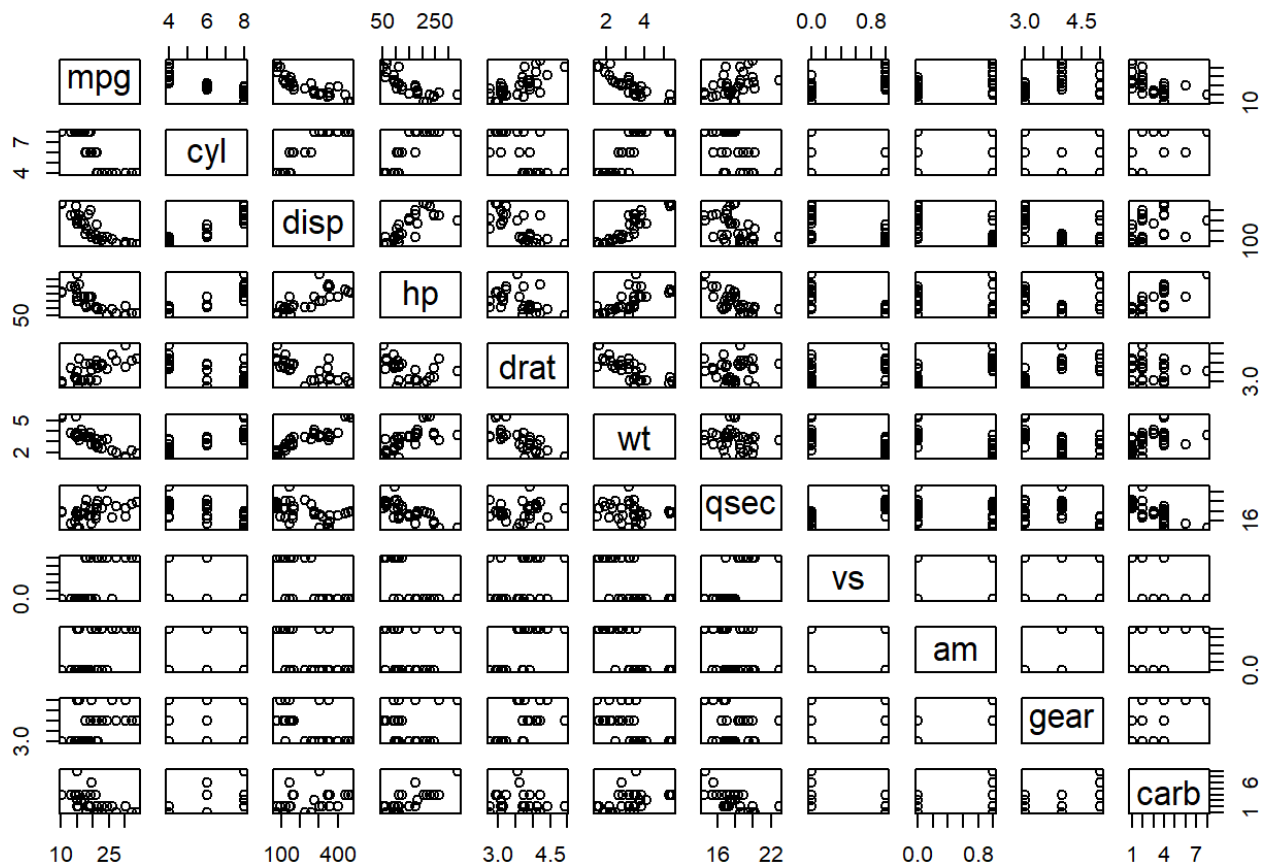 4 6 8 50 250 2 4 0.0 0.8 3.0 4.5
mpg 10
4 7 cyl
disp 100
50 hp
drat 3.0
2 5 wt
qsec 16
0.0 vs
am 0.0
3.0 gear
carb 1 6
10 25 100 400 3.0 4.5 16 22 0.0 0.8 1 4 7